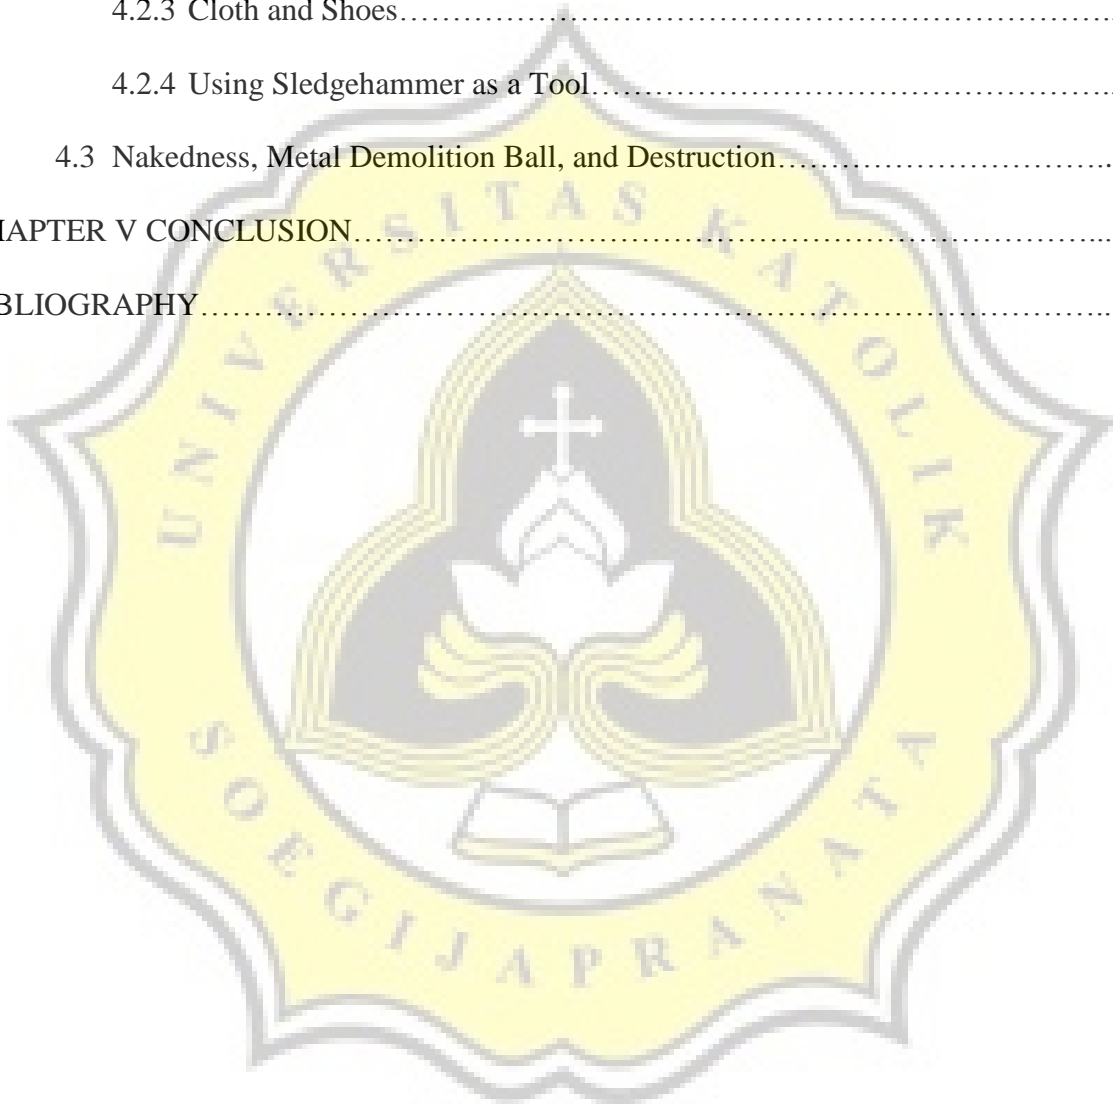 4.2.3 Cloth and Shoes……………………………………………………………………..
4.2.4 Using Sledgehammer as a Tool……………………………………………………..
4.3 Nakedness, Metal Demolition Ball, and Destruction………………………………..
HAPTER V CONCLUSION………………………………………………………………………...
BLIOGRAPHY…………………………………………………………………………………..
UNIVERSITAS KATOLIK
SOEGIJAPRANATA